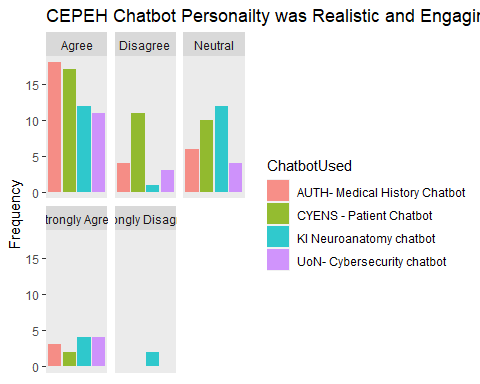 CEPEH Chatbot Personailty was Realistic and Engagin
Agree
Disagree
Neutral
15
10
5
0
trongly Agre
ongly Disag
15
10
5
0
Frequency
ChatbotUsed
AUTH- Medical History Chatbot
CYENS - Patient Chatbot
KI Neuroanatomy chatbot
UoN- Cybersecurity chatbot